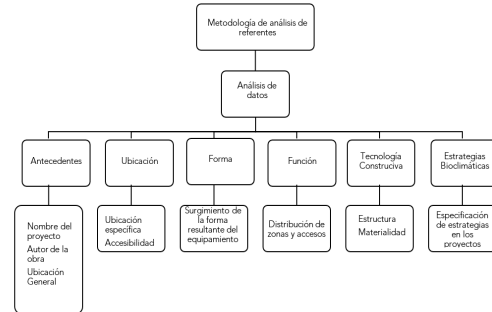 Metodología de análisis de
referentes
Análisis de
datos
Antecedentes
Ubicación
Forma
Función
Tecnología
Construciva
Estrategias
Bioclimáticas
Nombre del
proyecto
Autor de la
obra
Ubicación
General
Ubicación
específica
Accesibilidad
Surgimiento de
la forma
resultante del
equipamiento
Distribución de
zonas y accesos
Estructura
Materialidad
Especificación
de estrategias
en los
proyectos